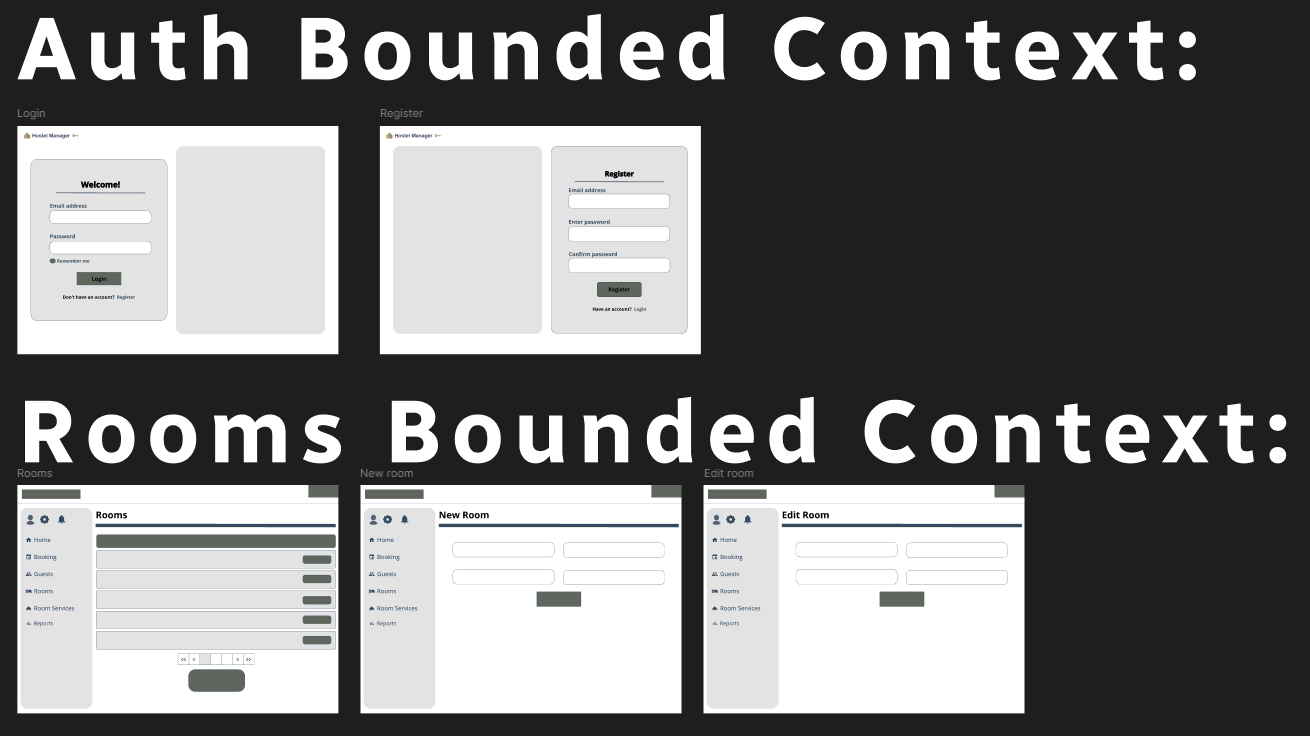 Auth Bounded Context:
Login
Register
Hostel Manager
Welcome!
Email address
Password
Remember me
Login
Don't have an account? Register
Hostel Manager
Register
Email address
Enter password
Confirm password
Register
Have an account? Login
Rooms Bounded Context:
Rooms
New room
Edit room
Home
Booking
Guests
Rooms
Room Services
Reports
Rooms
<< < > >>
Home
Booking
Guests
Rooms
Room Services
Reports
New Room
Home
Booking
Guests
Rooms
Room Services
Reports
Edit Room